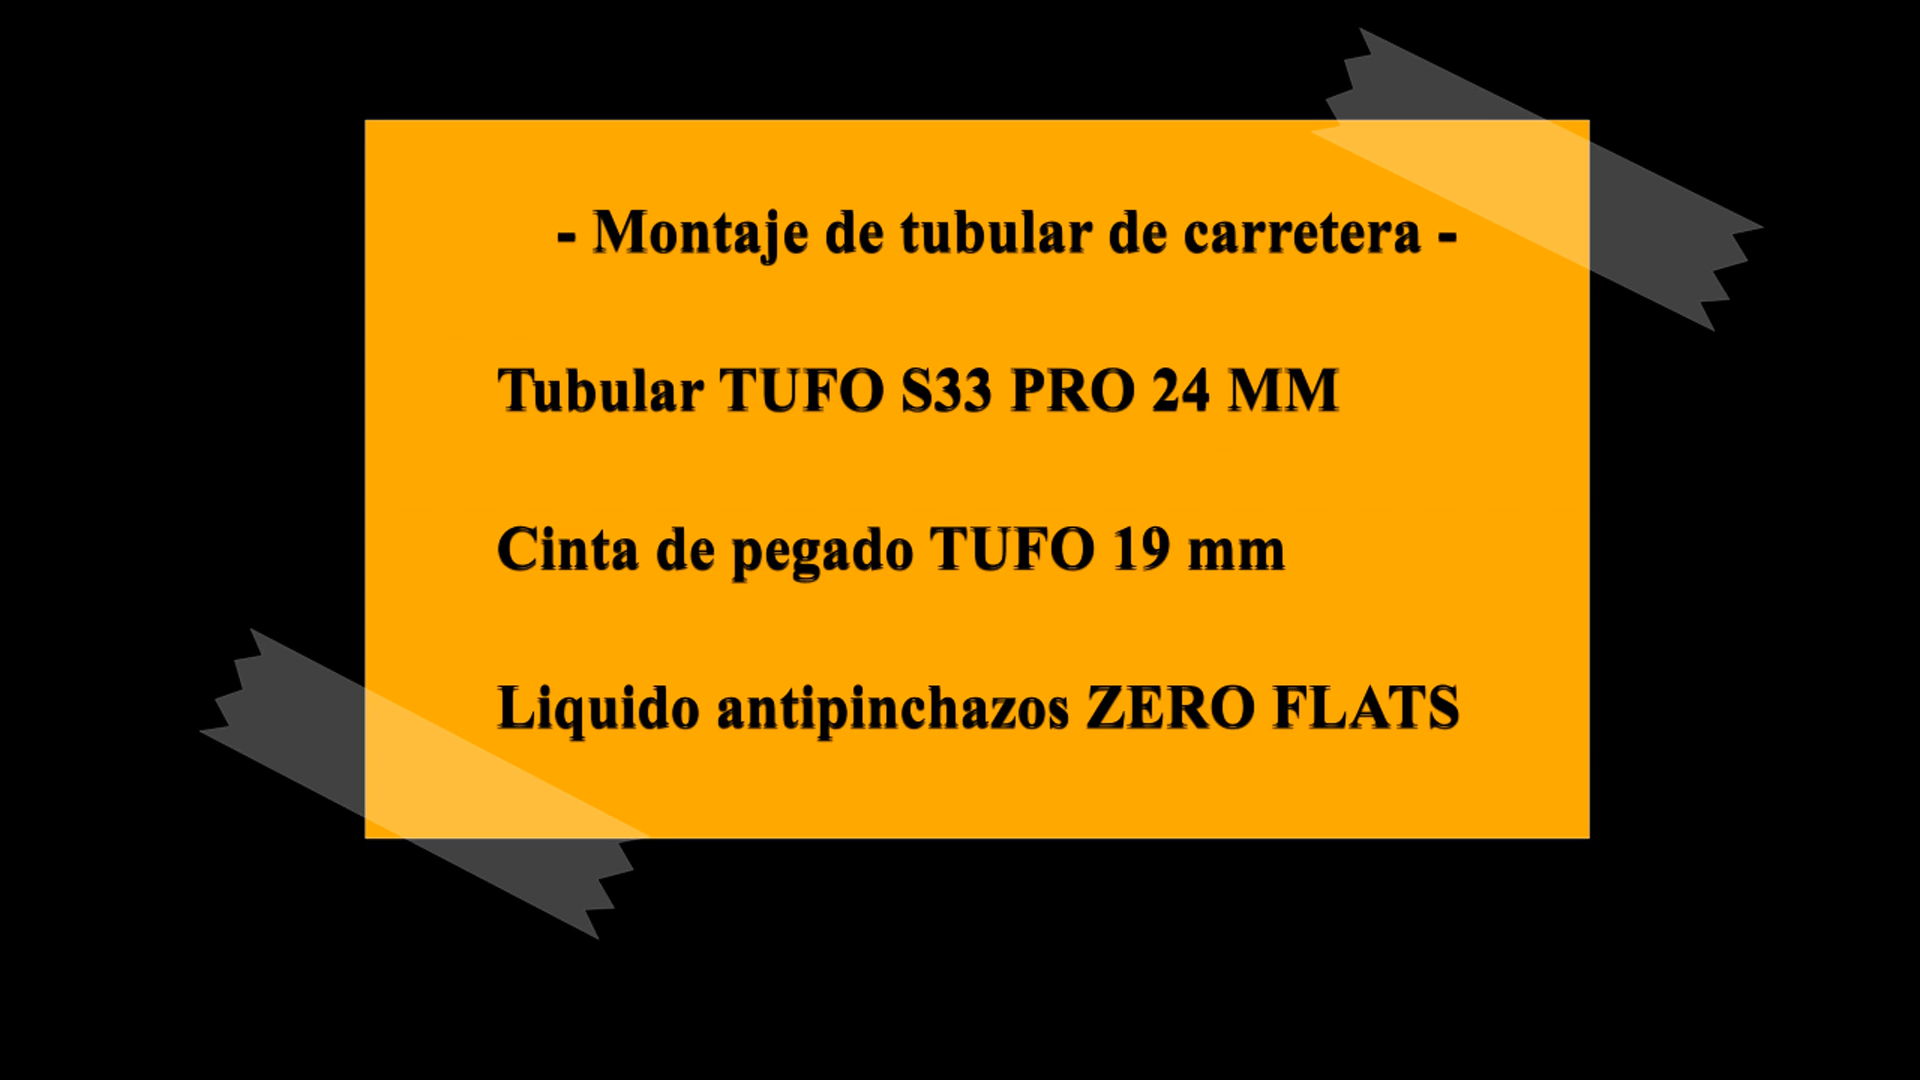 - Montaje de tubular de carretera -
Tubular TUFO S33 PRO 24 MM
Cinta de pegado TUFO 19 mm
Liquido antipinchazos ZERO FLATS